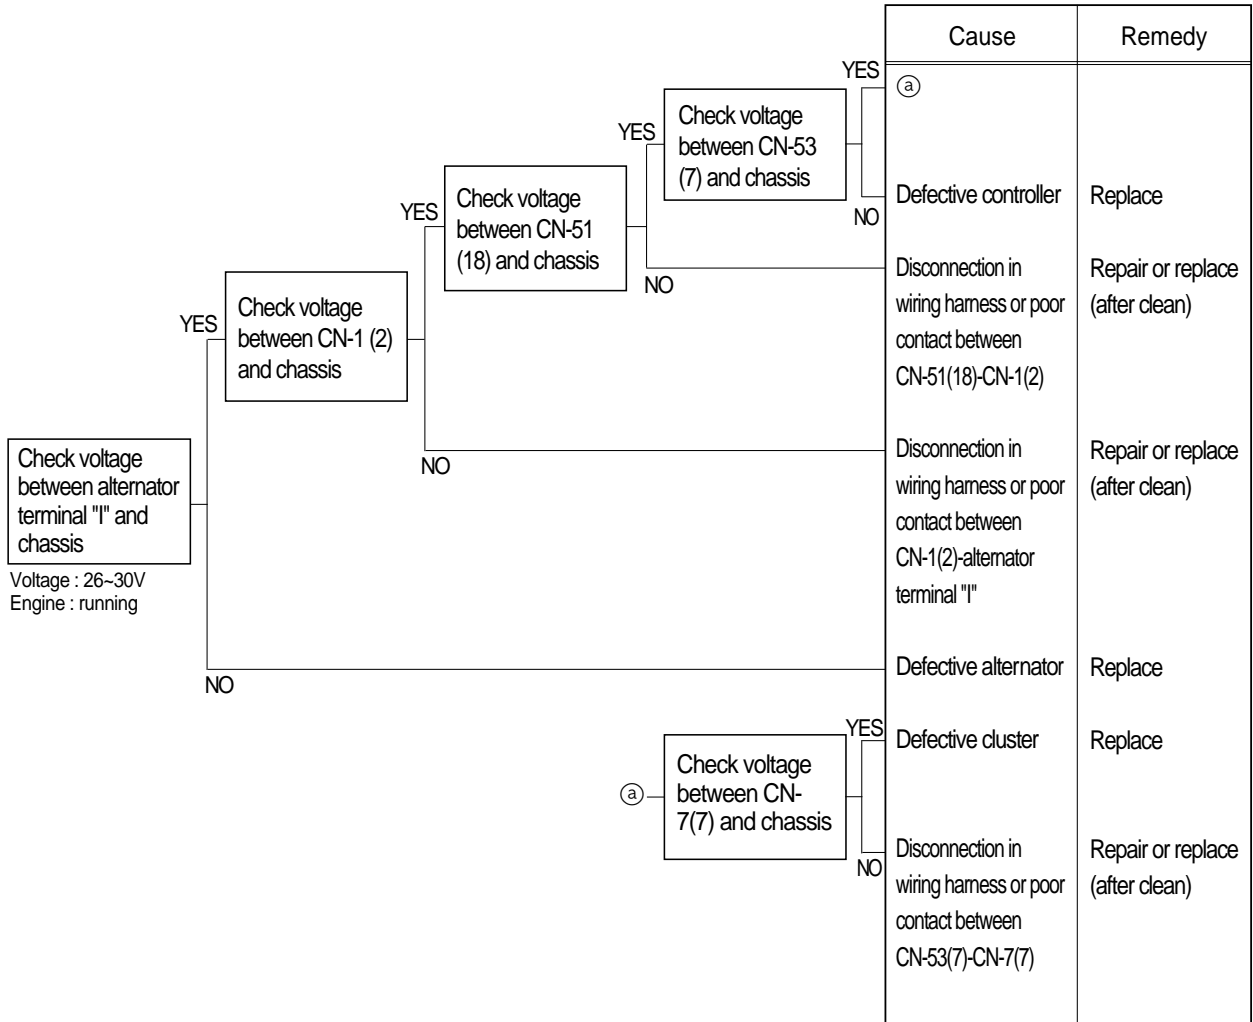 Cause
Remedy
YES
ⓐ
Check voltage
between CN-53
(7) and chassis
YES
NO
Defective controller
Replace
Check voltage
between CN-51
(18) and chassis
YES
NO
Disconnection in
wiring harness or poor
contact between
CN-51(18)-CN-1(2)
Repair or replace
(after clean)
Check voltage
between CN-1 (2)
and chassis
YES
NO
Disconnection in
wiring harness or poor
contact between
CN-1(2)-alternator
terminal "I"
Repair or replace
(after clean)
Check voltage
between alternator
terminal "I" and
chassis
Voltage : 26~30V
Engine : running
NO
Defective alternator
Replace
YES
Defective cluster
Replace
ⓐ
Check voltage
between CN-
7(7) and chassis
NO
Disconnection in
wiring harness or poor
contact between
CN-53(7)-CN-7(7)
Repair or replace
(after clean)